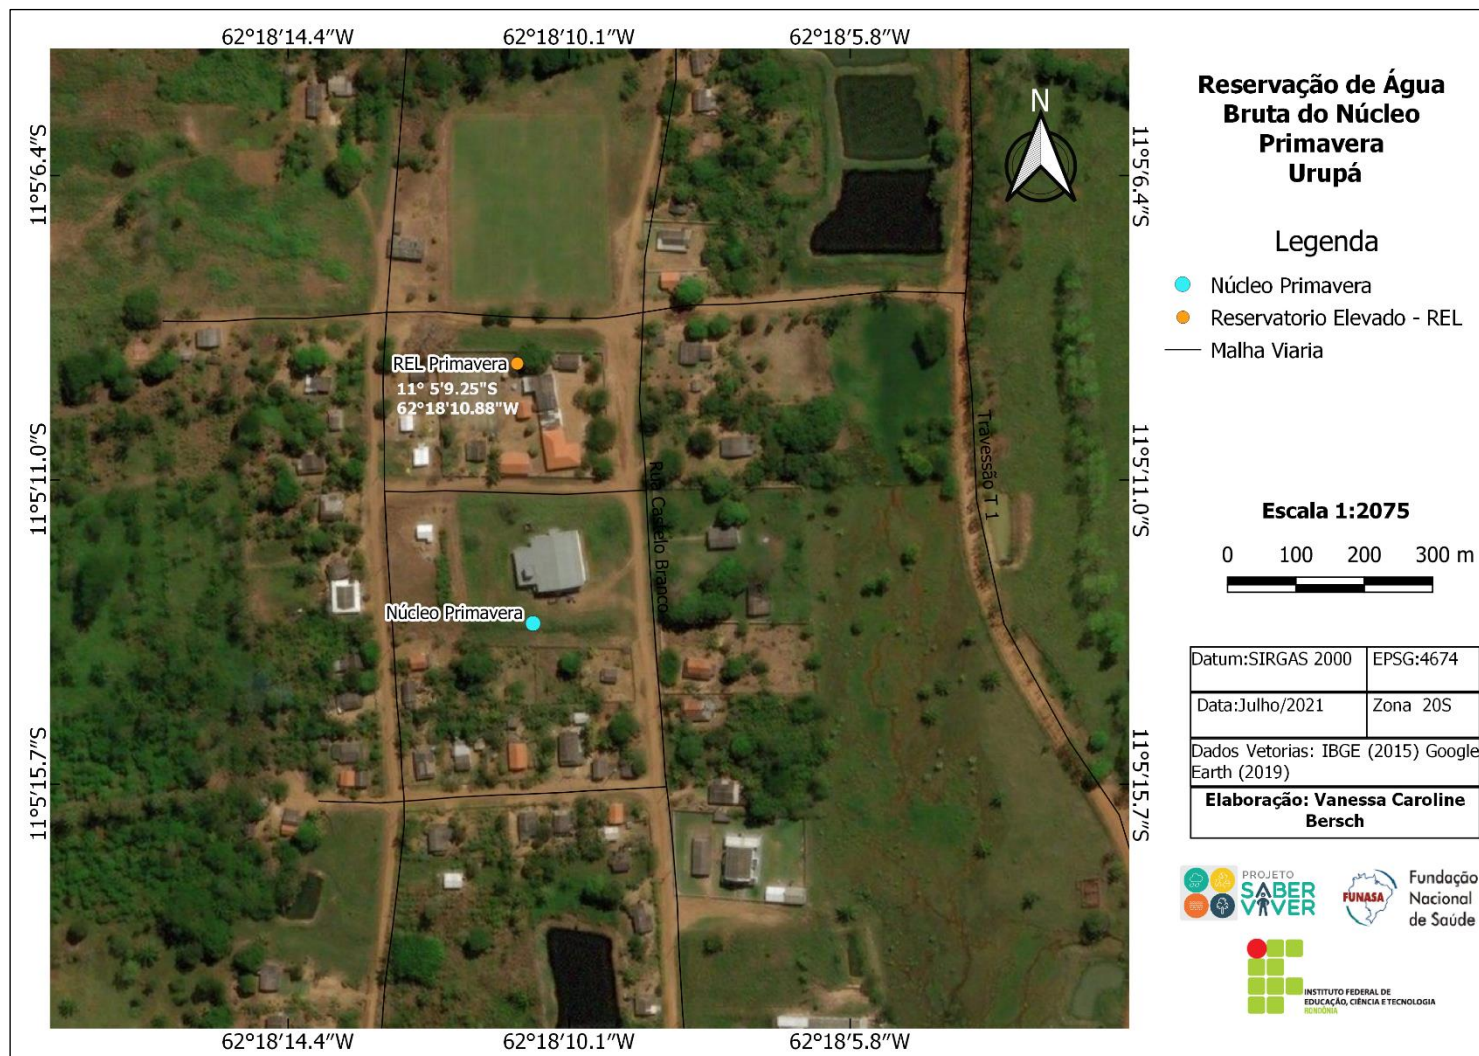 62°18'14.4"W 62°18'10.1"W 62°18'5.8"W
11°5'6.4"S
11°5'11.0"S
11°5'15.7"S
N
11°5'6.4"S
11°5'11.0"S
11°5'15.7"S
REL Primavera
11° 5'9.25"S
62°18'10.88"W
Núcleo Primavera
Rua Castelo Branco
Travessão T 1
62°18'14.4"W 62°18'10.1"W 62°18'5.8"W
Reservação de Água
Bruta do Núcleo
Primavera
Urupá
Legenda
Núcleo Primavera
Reservatorio Elevado - REL
Malha Viaria
Escala 1:2075
0 100 200 300 m
Datum:SIRGAS 2000 EPSG:4674
Data:Julho/2021 Zona 20S
Dados Vetorias: IBGE (2015) Google
Earth (2019)
Elaboração: Vanessa Caroline
Bersch
PROJETO
SABER
VIVER
FUNASA
Fundação
Nacional
de Saúde
INSTITUTO FEDERAL DE
EDUCAÇÃO, CIÊNCIA E TECNOLOGIA
RONDÔNIA